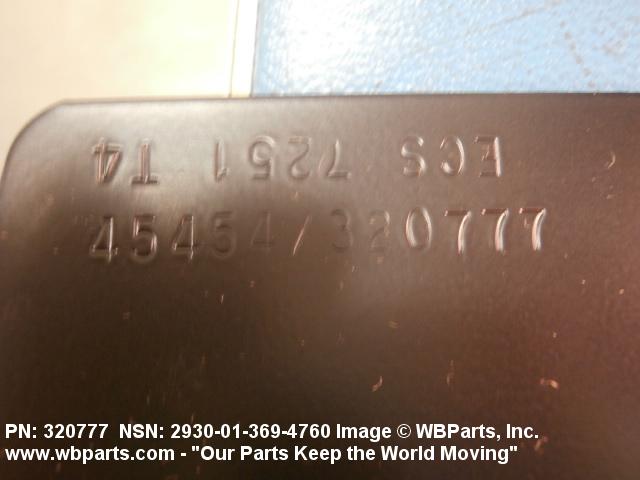 ECS 7251 T4
45454/320777
PN: 320777 NSN: 2930-01-369-4760 Image © WBParts, Inc.
www.wbparts.com - "Our Parts Keep the World Moving"